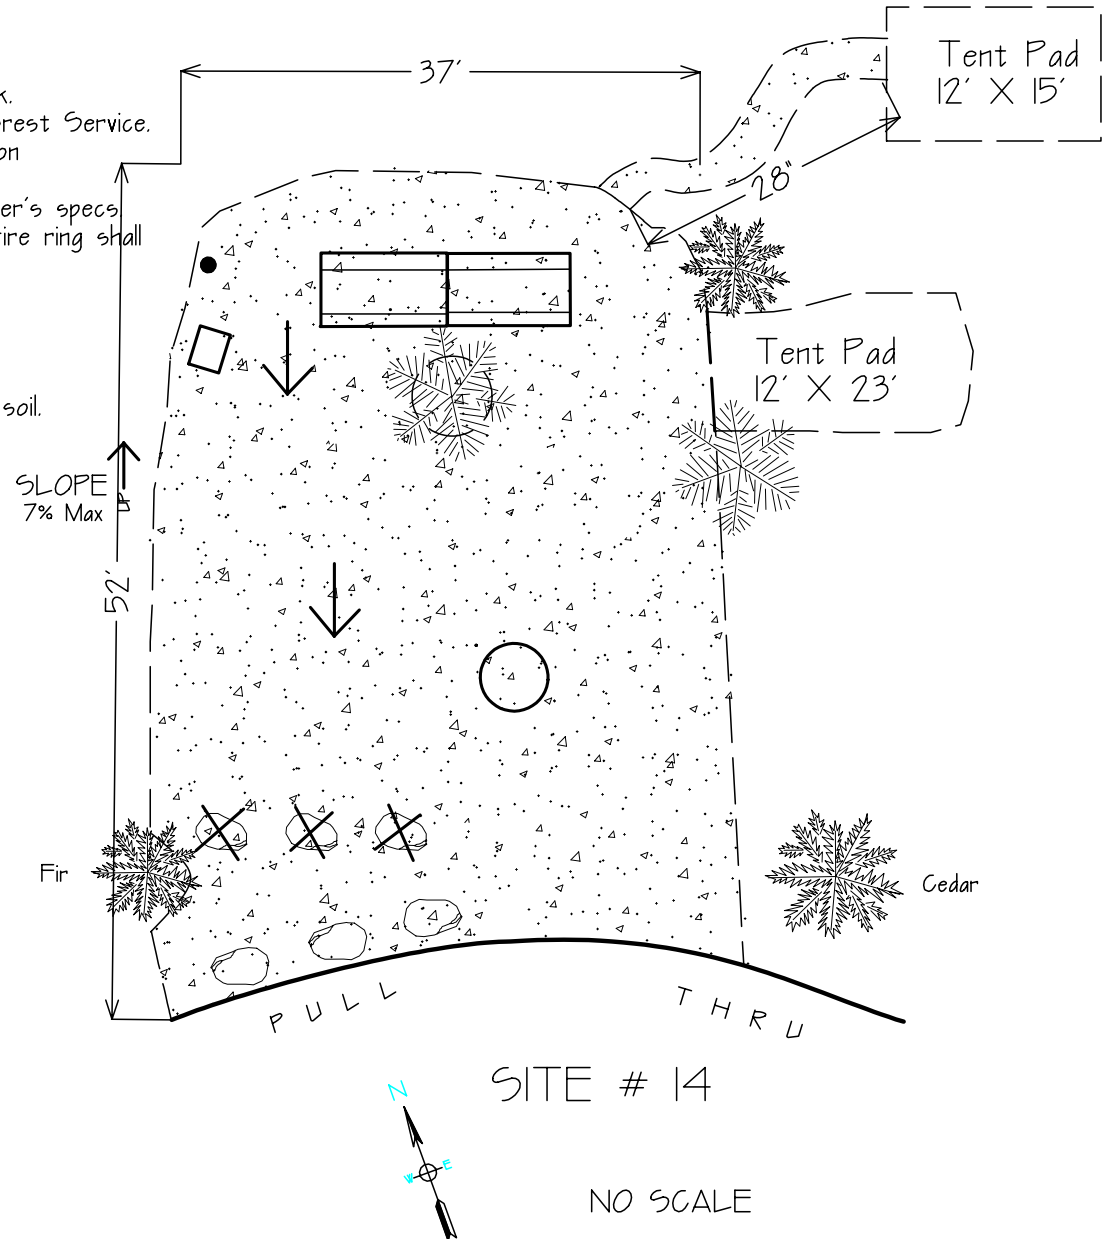 Tent Pad
12' X 15'
37'
k.
rest Service.
on
28"
er's specs.
ire ring shall
Tent Pad
12' X 23'
soil.
SLOPE
7% Max
UP
52'
Fir
Cedar
PULL THRU
SITE # 14
N
W E
NO SCALE